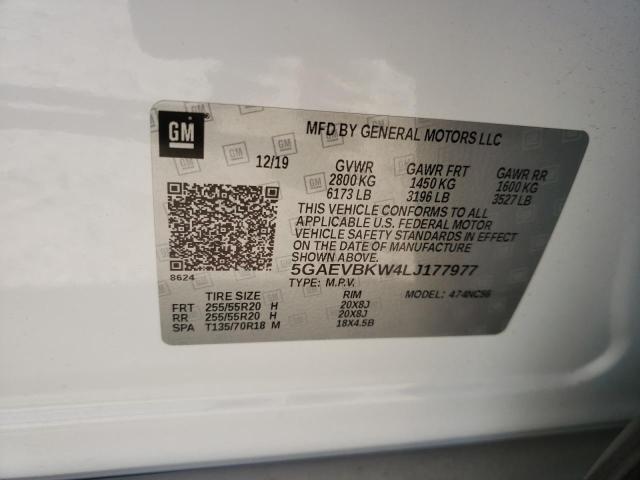 GM
MFD BY GENERAL MOTORS LLC
12/19 GVWR GAWR FRT GAWR RR
2800 KG 1450 KG 1600 KG
6173 LB 3196 LB 3527 LB
THIS VEHICLE CONFORMS TO ALL
APPLICABLE U.S. FEDERAL MOTOR
VEHICLE SAFETY STANDARDS IN
EFFECT ON THE DATE OF MANUFACTURE
SHOWN ABOVE.
8624
5GAEVBKW4LJ177977
TYPE: M.P.V. MODEL: 474NC56
TIRE SIZE RIM
FRT 255/55R20 H 20X8J
RR 255/55R20 H 20X8J
SPA T135/70R18 M 18X4.5B